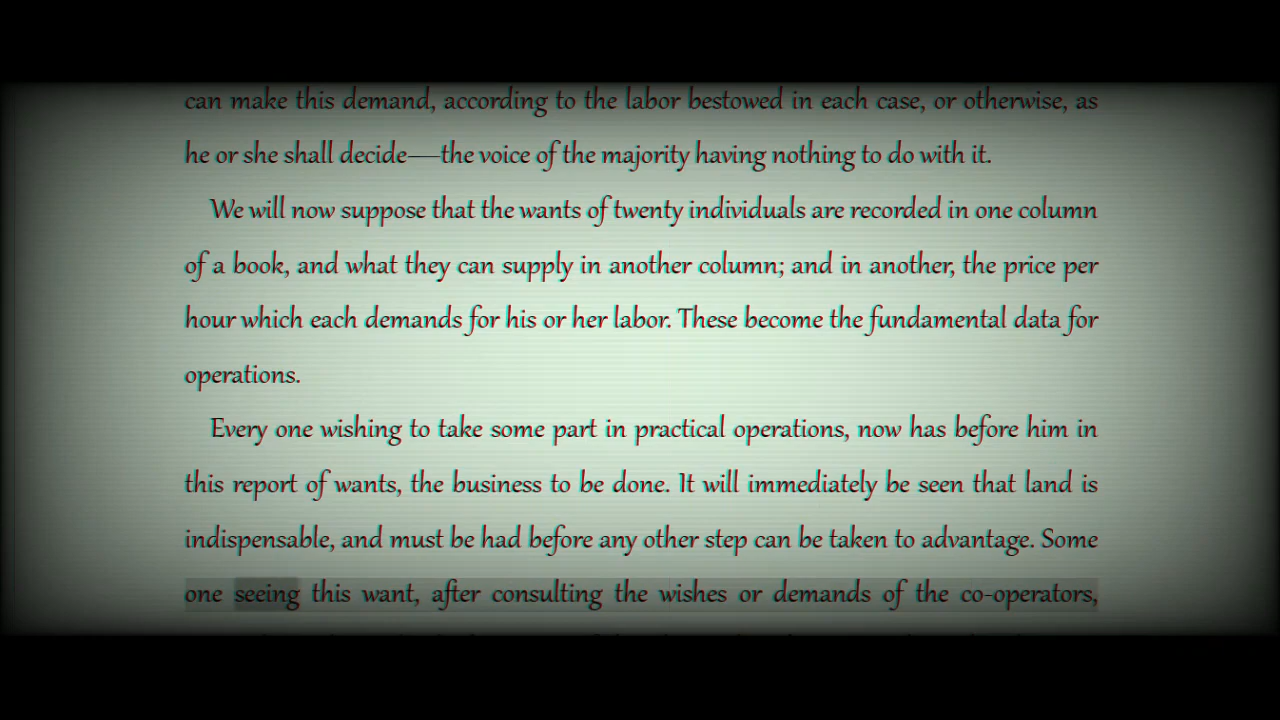 can make this demand, according to the labor bestowed in each case, or otherwise, as
he or she shall decide—the voice of the majority having nothing to do with it.
We will now suppose that the wants of twenty individuals are recorded in one column
of a book, and what they can supply in another column; and in another, the price per
hour which each demands for his or her labor. These become the fundamental data for
operations.
Every one wishing to take some part in practical operations, now has before him in
this report of wants, the business to be done. It will immediately be seen that land is
indispensable, and must be had before any other step can be taken to advantage. Some
one seeing this want, after consulting the wishes or demands of the co-operators,